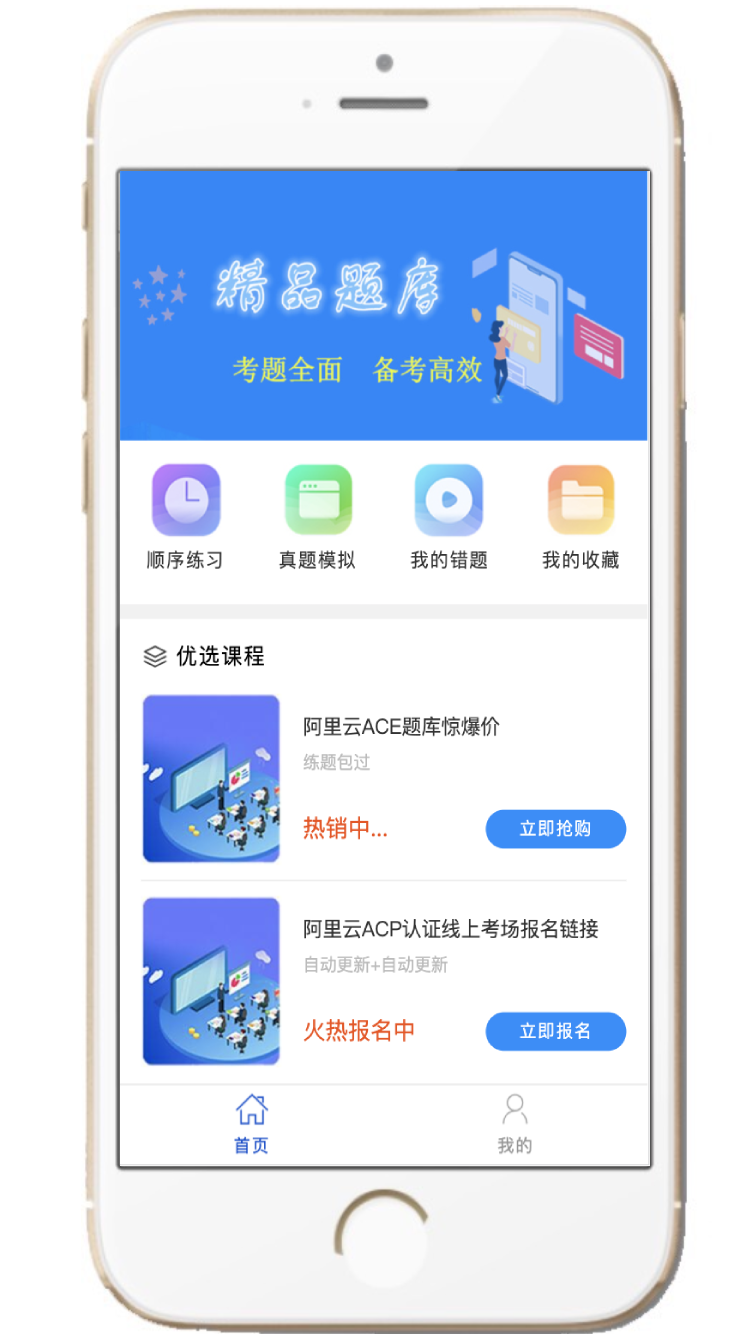 精品题库
考题全面 备考高效
顺序练习 真题模拟 我的错题 我的收藏
优选课程
阿里云ACE题库惊爆价
练题包过
热销中...
立即抢购
阿里云ACP认证线上考场报名链接
自动更新+自动更新
火热报名中
立即报名
首页 我的